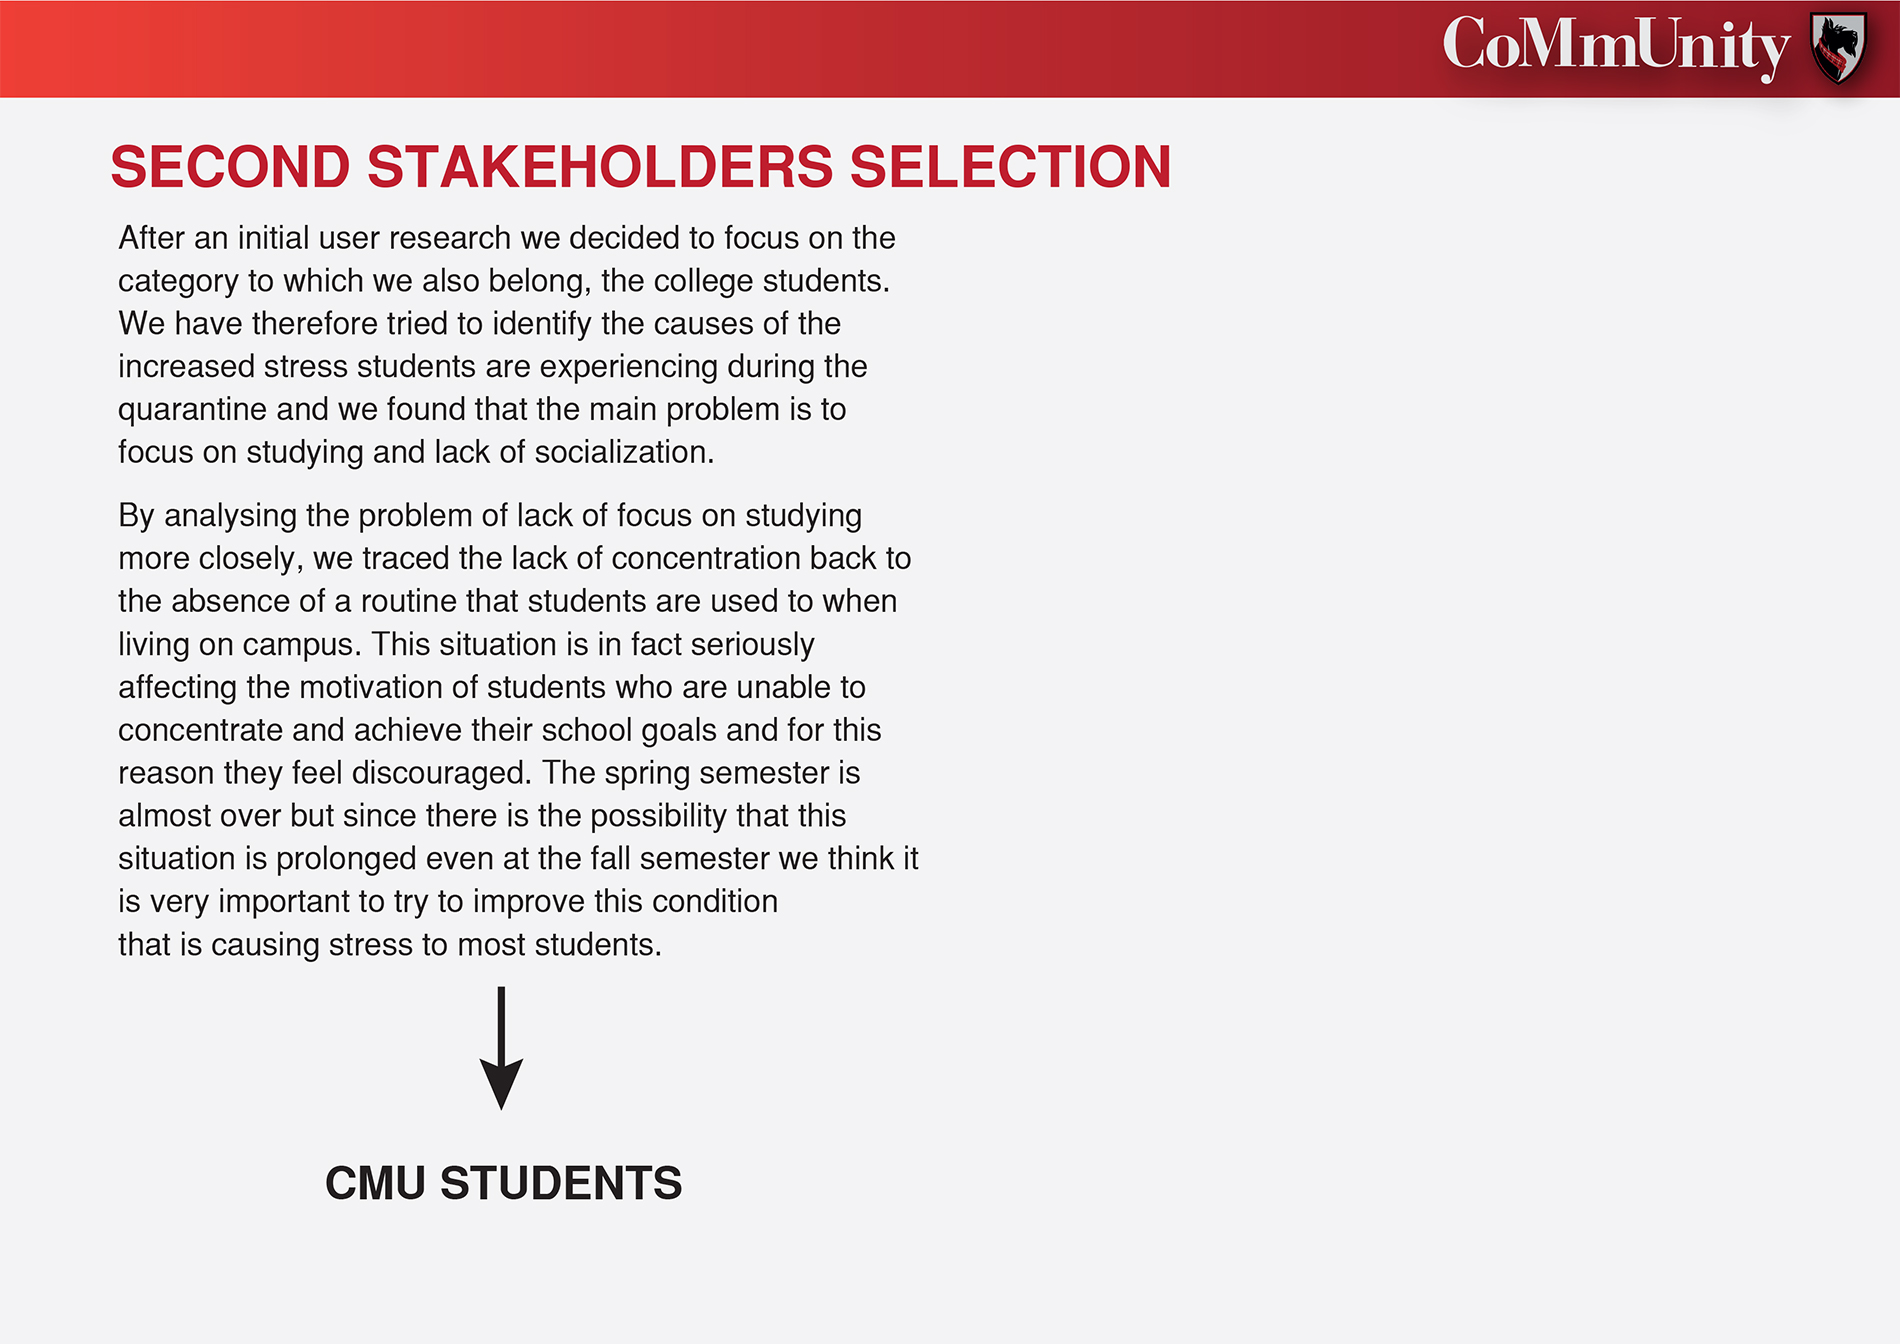 CoMmUnity
SECOND STAKEHOLDERS SELECTION
After an initial user research we decided to focus on the
category to which we also belong, the college students.
We have therefore tried to identify the causes of the
increased stress students are experiencing during the
quarantine and we found that the main problem is to
focus on studying and lack of socialization.
By analysing the problem of lack of focus on studying
more closely, we traced the lack of concentration back to
the absence of a routine that students are used to when
living on campus. This situation is in fact seriously
affecting the motivation of students who are unable to
concentrate and achieve their school goals and for this
reason they feel discouraged. The spring semester is
almost over but since there is the possibility that this
situation is prolonged even at the fall semester we think it
is very important to try to improve this condition
that is causing stress to most students.
CMU STUDENTS